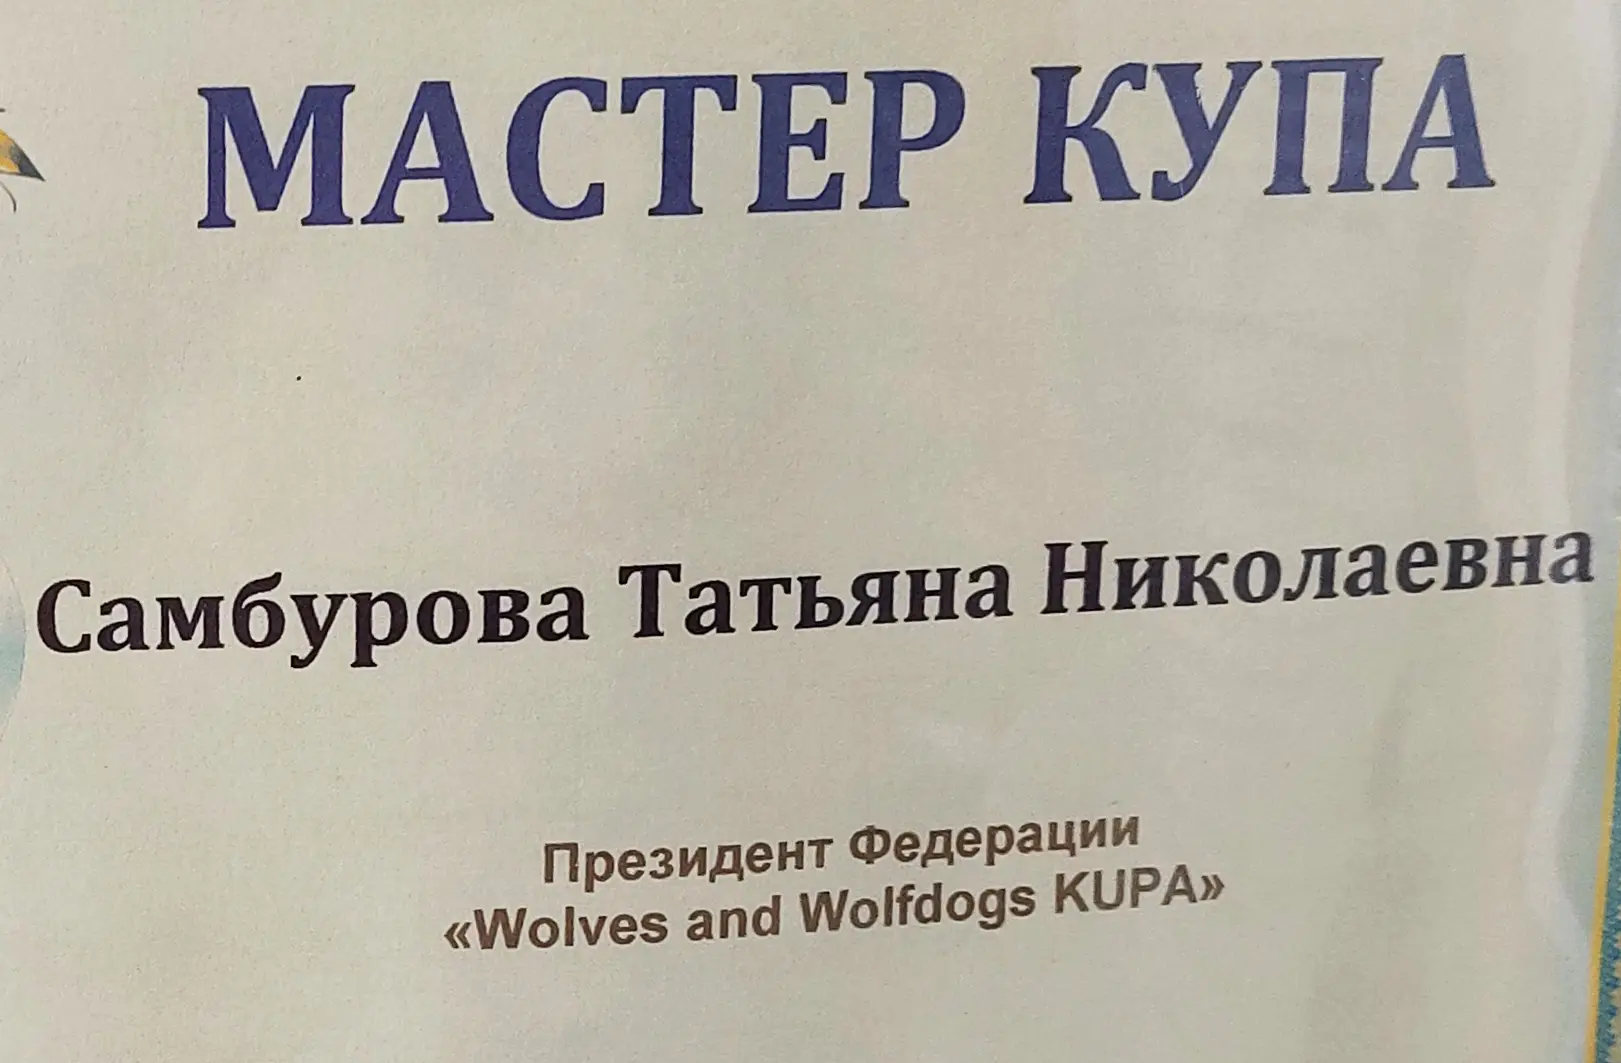 МАСТЕР КУПА
Самбурова Татьяна Николаевна
Президент Федерации
«Wolves and Wolfdogs KUPA»